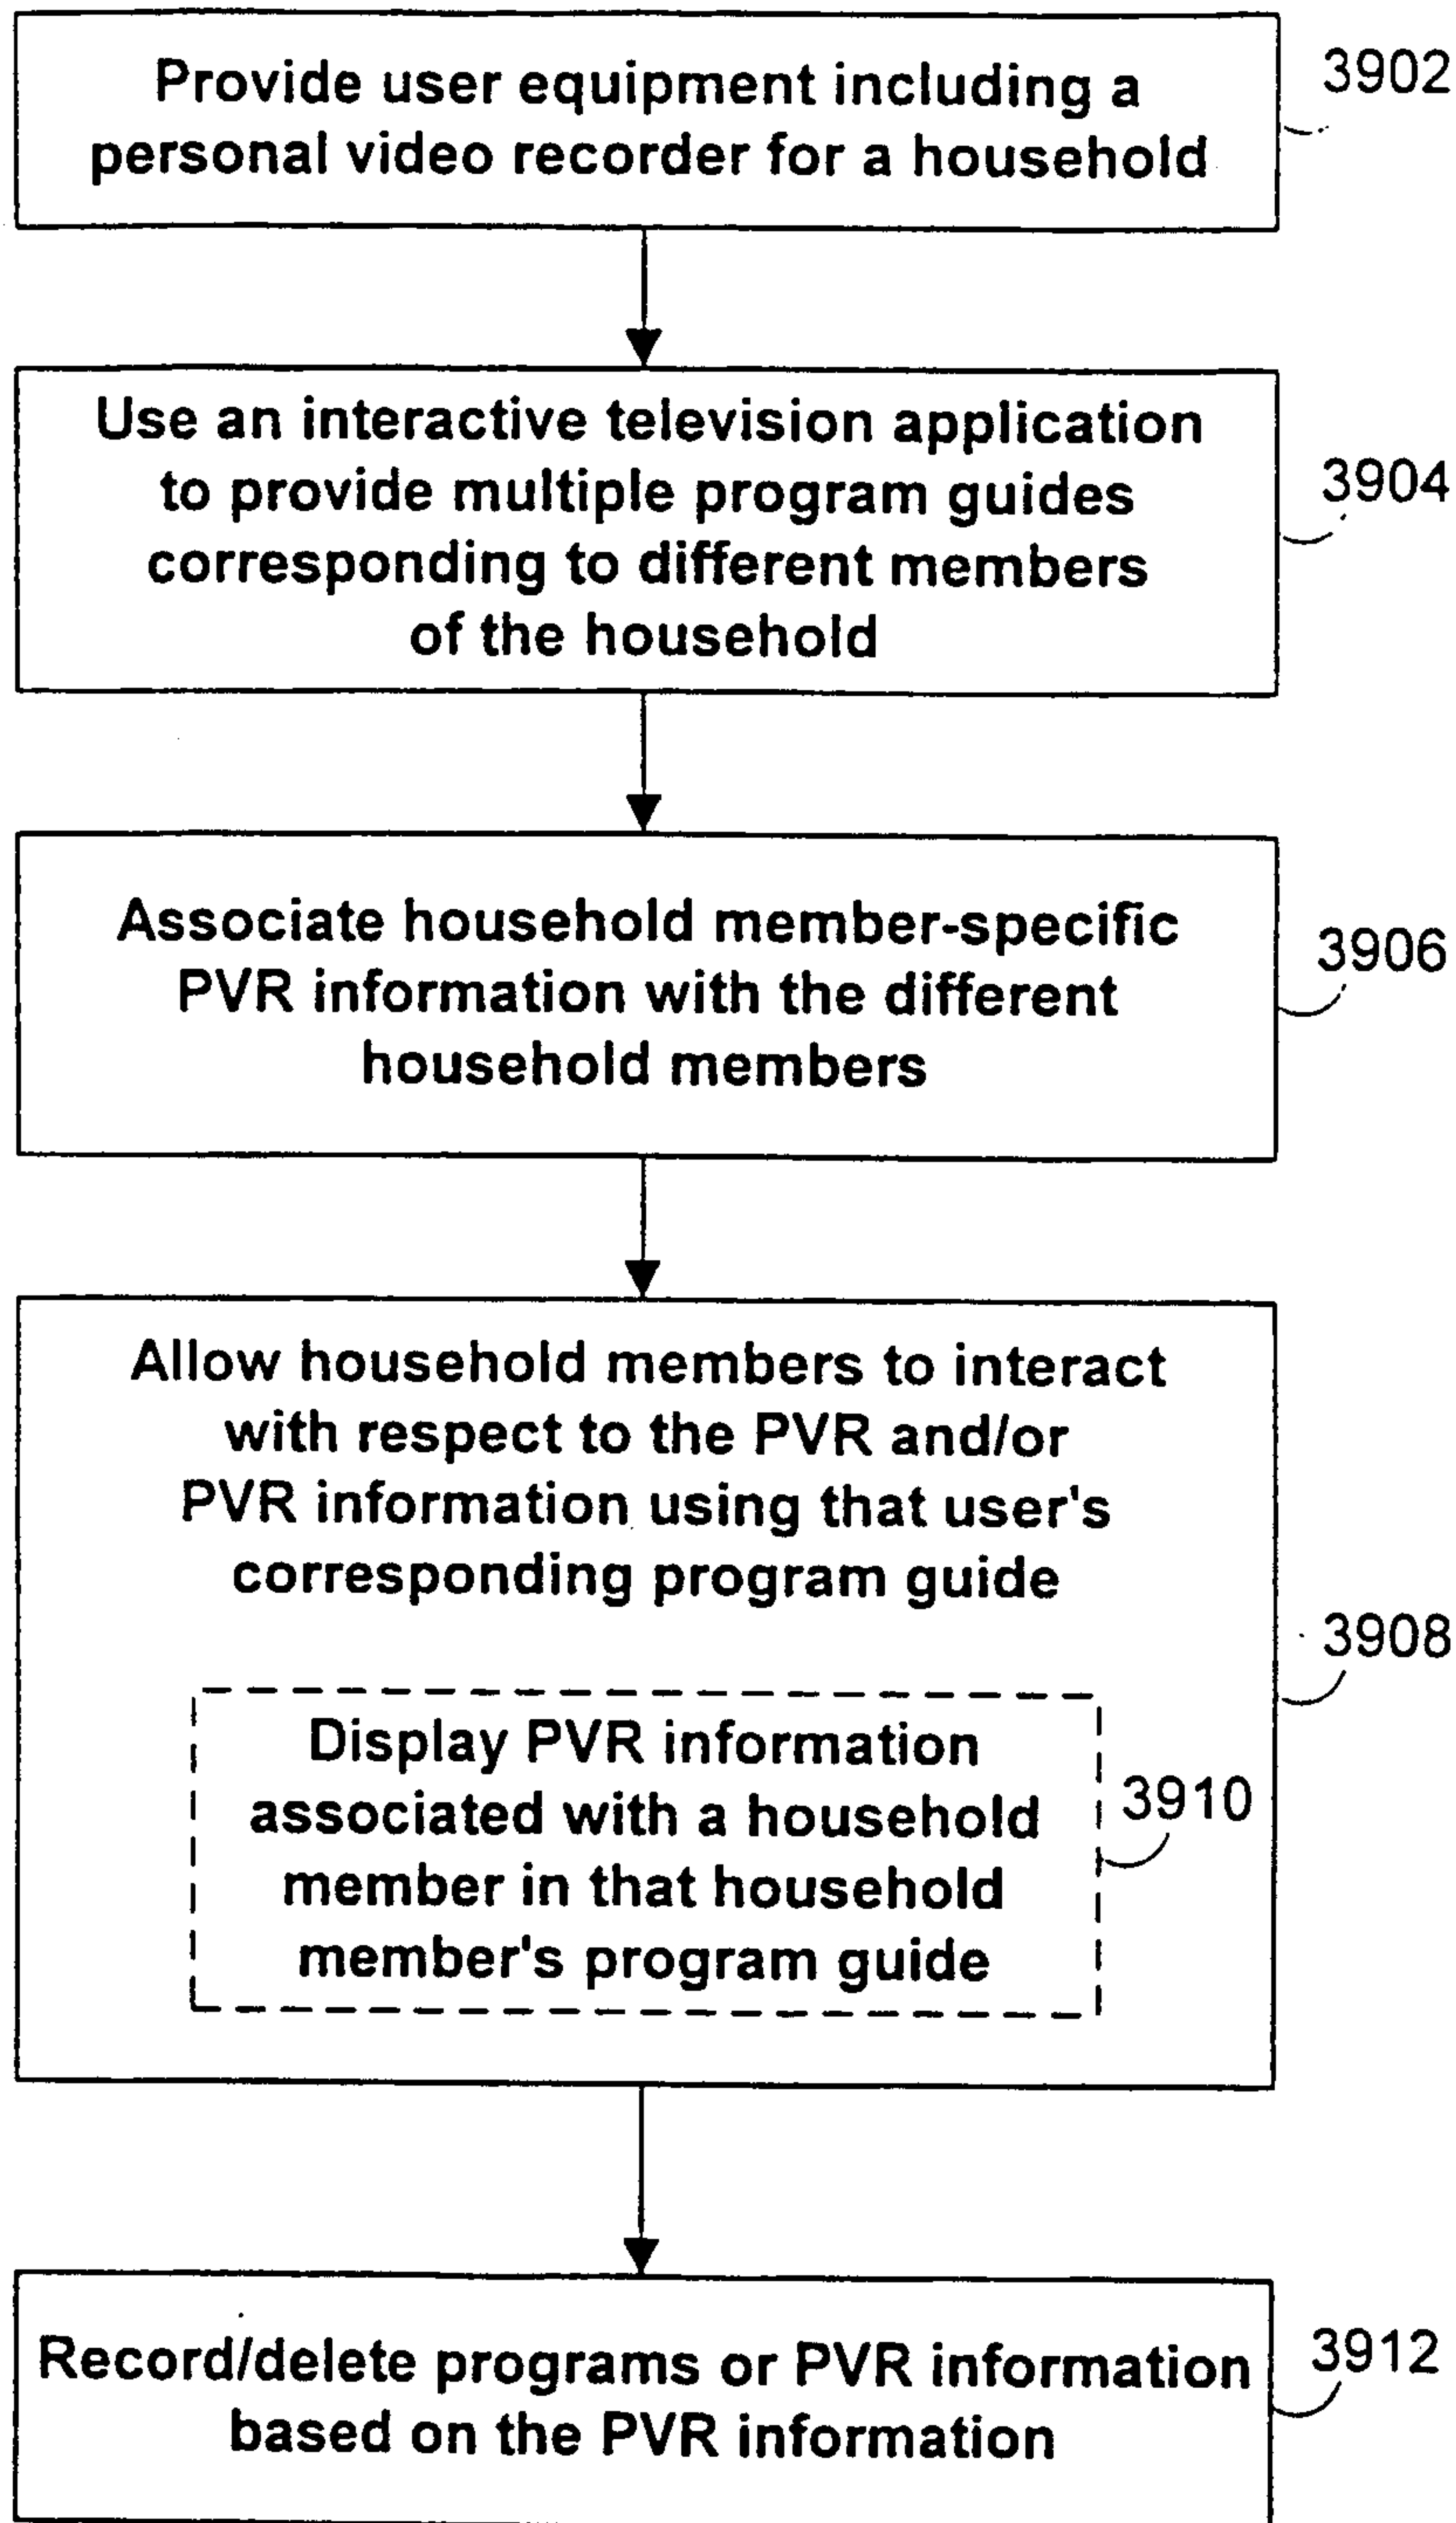 Provide user equipment including a
personal video recorder for a household
3902
Use an interactive television application
to provide multiple program guides
corresponding to different members
of the household
3904
Associate household member-specific
PVR information with the different
household members
3906
Allow household members to interact
with respect to the PVR and/or
PVR information using that user's
corresponding program guide
3908
Display PVR information
associated with a household
member in that household
member's program guide
3910
Record/delete programs or PVR information
based on the PVR information
3912